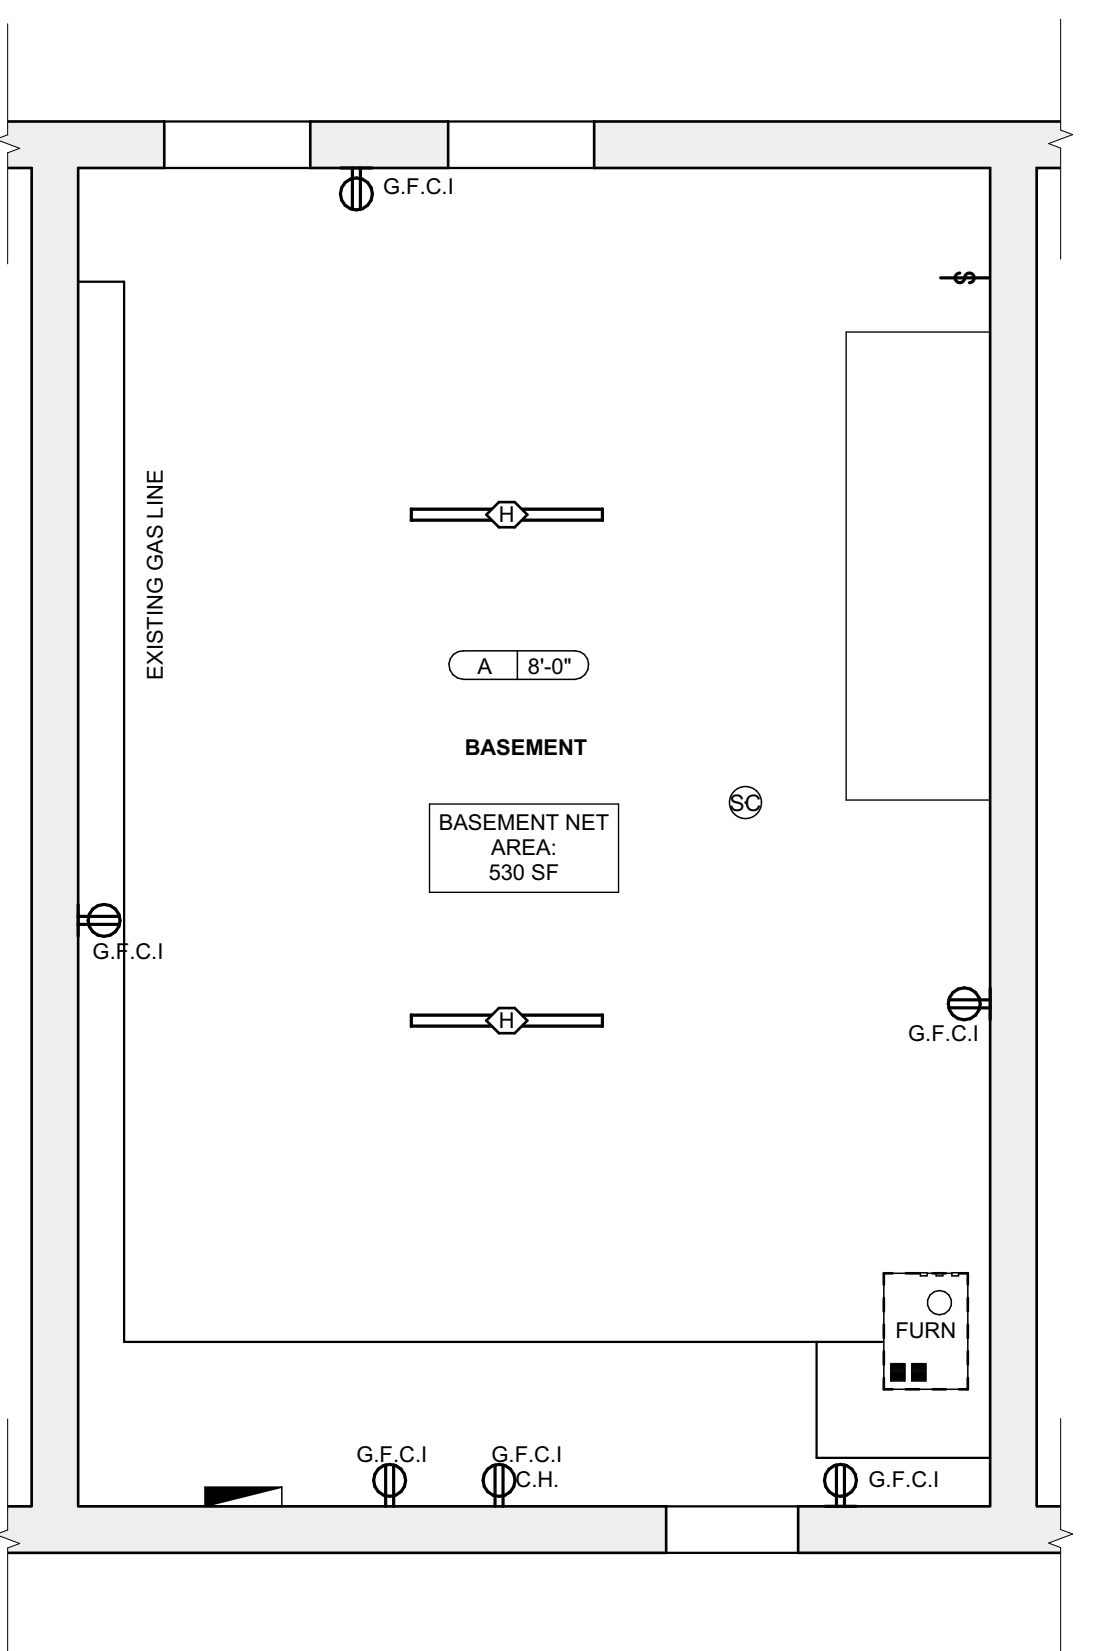 G.F.C.I
S
EXISTING GAS LINE
H
A 8'-0"
BASEMENT
SC
BASEMENT NET
AREA:
530 SF
G.F.C.I
H
G.F.C.I
FURN
G.F.C.I
G.F.C.I
C.H.
G.F.C.I